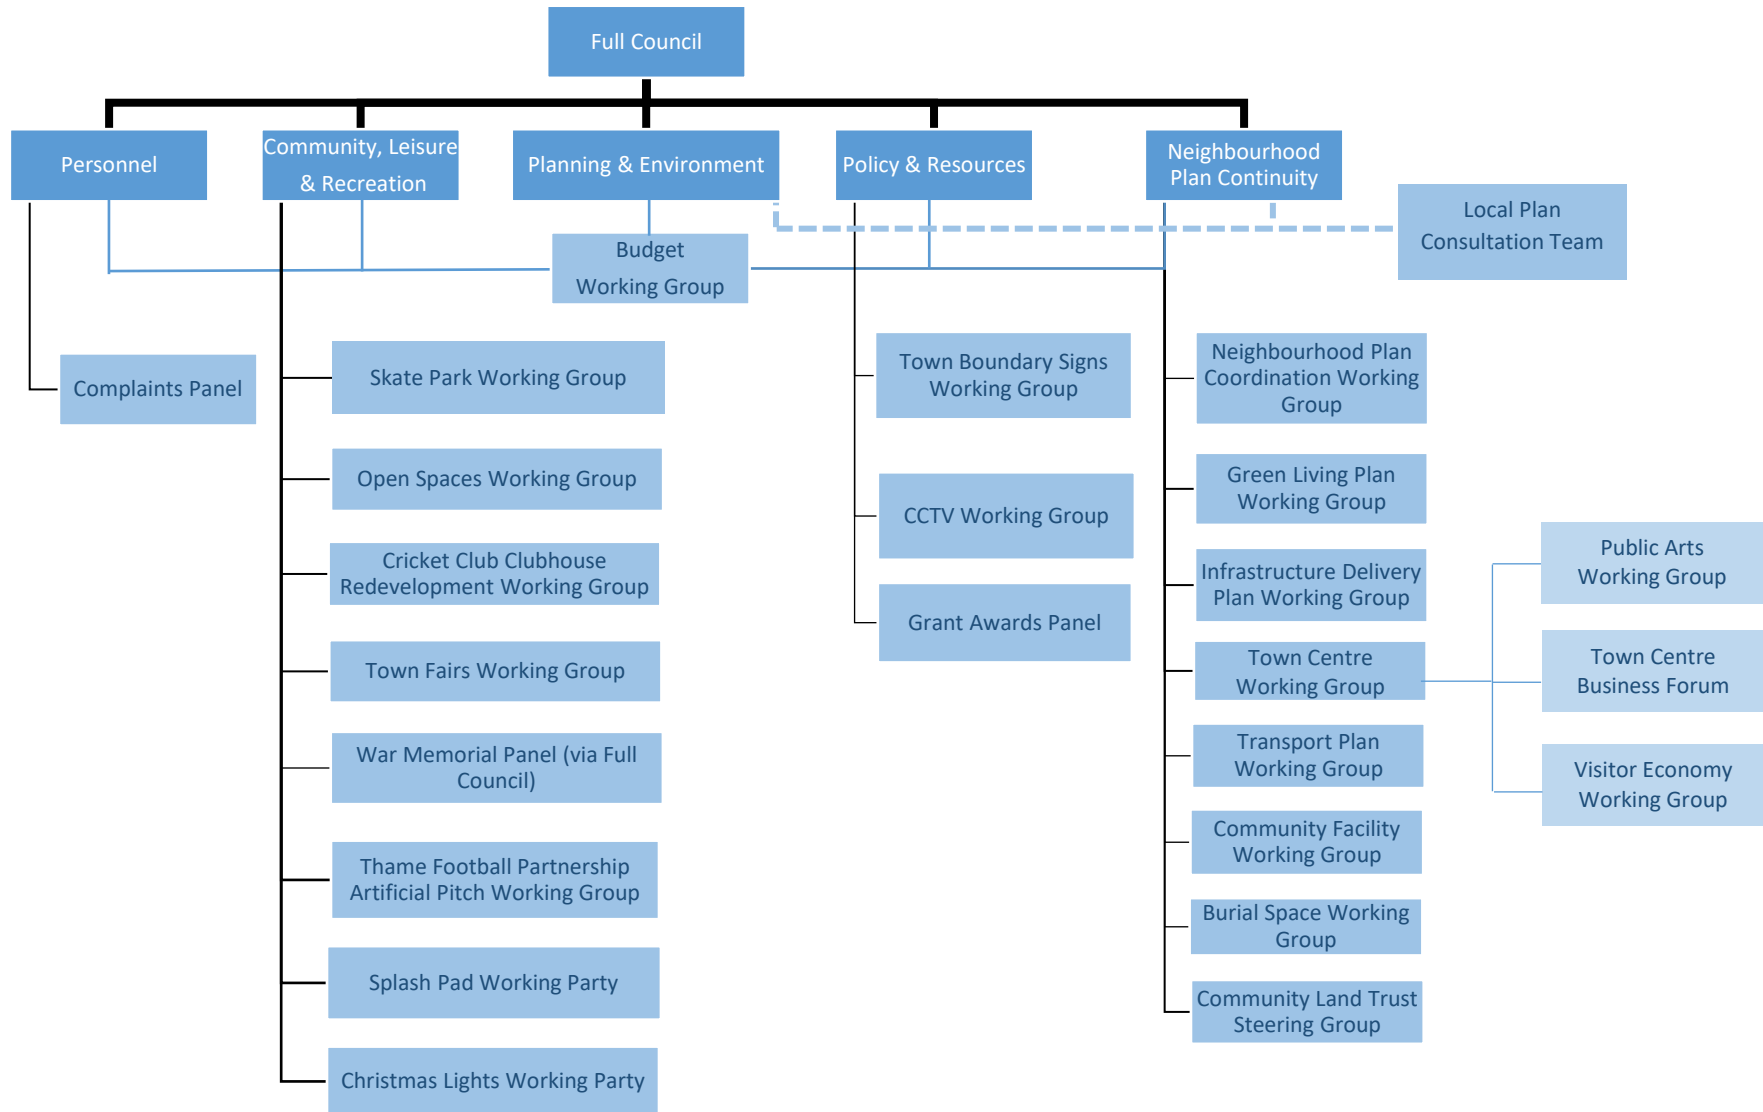 Full Council
Personnel
Community, Leisure
& Recreation
Planning & Environment
Policy & Resources
Neighbourhood
Plan Continuity
Local Plan
Consultation Team
Budget
Working Group
Complaints Panel
Skate Park Working Group
Open Spaces Working Group
Cricket Club Clubhouse
Redevelopment Working Group
Town Fairs Working Group
War Memorial Panel (via Full
Council)
Thame Football Partnership
Artificial Pitch Working Group
Splash Pad Working Party
Christmas Lights Working Party
Town Boundary Signs
Working Group
CCTV Working Group
Grant Awards Panel
Neighbourhood Plan
Coordination Working
Group
Green Living Plan
Working Group
Infrastructure Delivery
Plan Working Group
Town Centre
Working Group
Transport Plan
Working Group
Community Facility
Working Group
Burial Space Working
Group
Community Land Trust
Steering Group
Public Arts
Working Group
Town Centre
Business Forum
Visitor Economy
Working Group